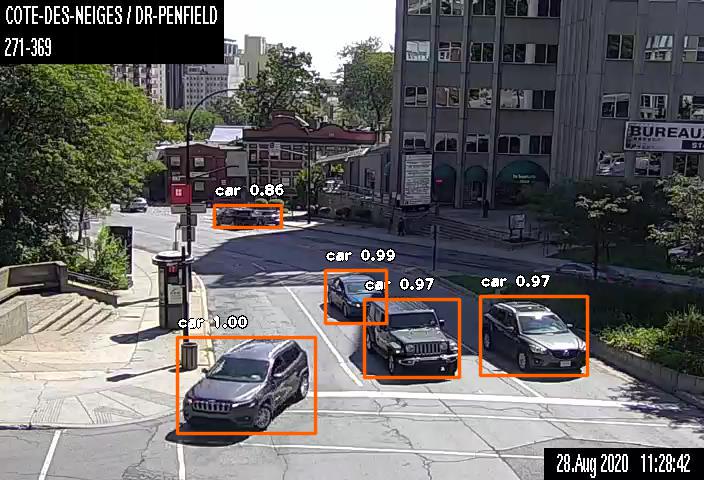 COTE-DES-NEIGES / DR-PENFIELD
271-369
BUREAUX
car 0.86
car 0.99
car 0.97
car 0.97
car 1.00
28.Aug 2020 11:28:42